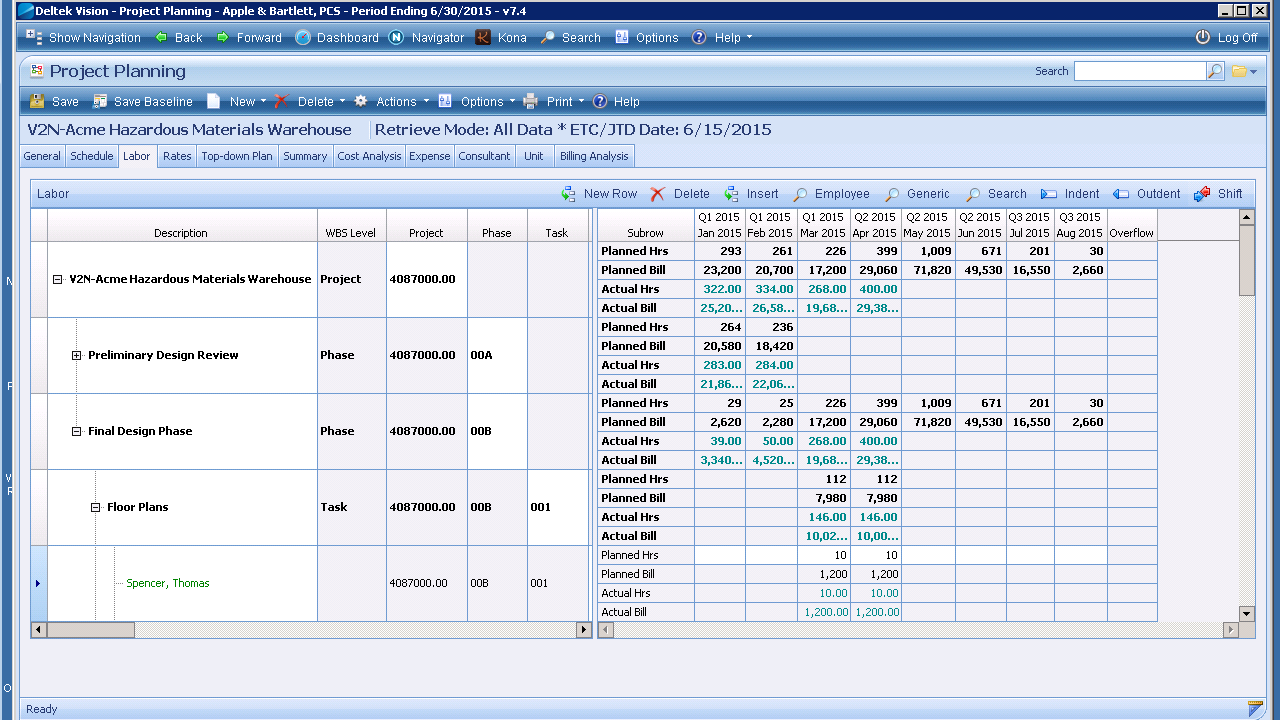 Deltek Vision - Project Planning - Apple & Bartlett, PCS - Period Ending 6/30/2015 - v7.4
Show Navigation Back Forward Dashboard Navigator Kona Search Options Help Log Off
Project Planning Search
Save Save Baseline New Delete Actions Options Print Help
V2N-Acme Hazardous Materials Warehouse Retrieve Mode: All Data * ETC/JTD Date: 6/15/2015
General Schedule Labor Rates Top-down Plan Summary Cost Analysis Expense Consultant Unit Billing Analysis
Labor New Row Delete Insert Employee Generic Search Indent Outdent Shift
Q1 2015 Q1 2015 Q1 2015 Q2 2015 Q2 2015 Q2 2015 Q3 2015 Q3 2015
Description WBS Level Project Phase Task Subrow Jan 2015 Feb 2015 Mar 2015 Apr 2015 May 2015 Jun 2015 Jul 2015 Aug 2015 Overflow
Planned Hrs 293 261 226 399 1,009 671 201 30
Planned Bill 23,200 20,700 17,200 29,060 71,820 49,530 16,550 2,660
V2N-Acme Hazardous Materials Warehouse Project 4087000.00
Actual Hrs 322.00 334.00 268.00 400.00
Actual Bill 25,20... 26,58... 19,68... 29,38...
Planned Hrs 264 236
Planned Bill 20,580 18,420
Preliminary Design Review Phase 4087000.00 00A
Actual Hrs 283.00 284.00
Actual Bill 21,86... 22,06...
Planned Hrs 29 25 226 399 1,009 671 201 30
Planned Bill 2,620 2,280 17,200 29,060 71,820 49,530 16,550 2,660
Final Design Phase Phase 4087000.00 00B
Actual Hrs 39.00 50.00 268.00 400.00
Actual Bill 3,340... 4,520... 19,68... 29,38...
Planned Hrs 112 112
Planned Bill 7,980 7,980
Floor Plans Task 4087000.00 00B 001
Actual Hrs 146.00 146.00
Actual Bill 10,02... 10,00...
Planned Hrs 10 10
Planned Bill 1,200 1,200
Spencer, Thomas 4087000.00 00B 001
Actual Hrs 10.00 10.00
Actual Bill 1,200.00 1,200.00
Ready